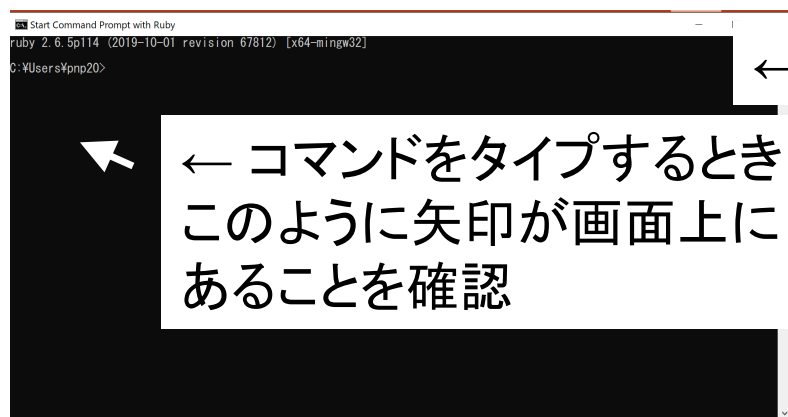 Start Command Prompt with Ruby
ruby 2.6.5p114 (2019-10-01 revision 67812) [x64-mingw32]
C:¥Users¥pnp20>
←
← コマンドをタイプするとき
このように矢印が画面上に
あることを確認